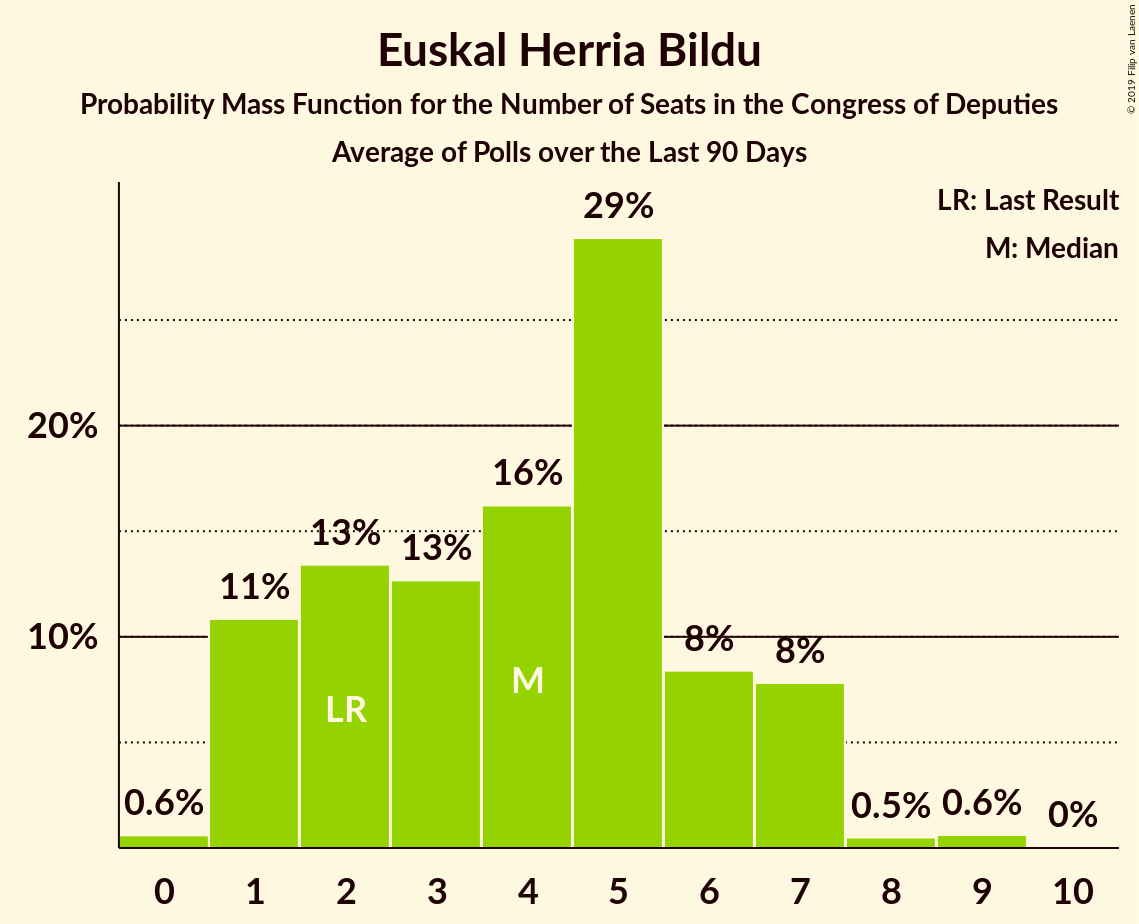 Euskal Herria Bildu
Probability Mass Function for the Number of Seats in the Congress of Deputies
Average of Polls over the Last 90 Days
© 2019 Filip van Laenen
LR: Last Result
M: Median
29%
20%
16%
13%
13%
11%
10%
8%
8%
M
LR
0.6%
0.5%
0.6%
0%
0 1 2 3 4 5 6 7 8 9 10